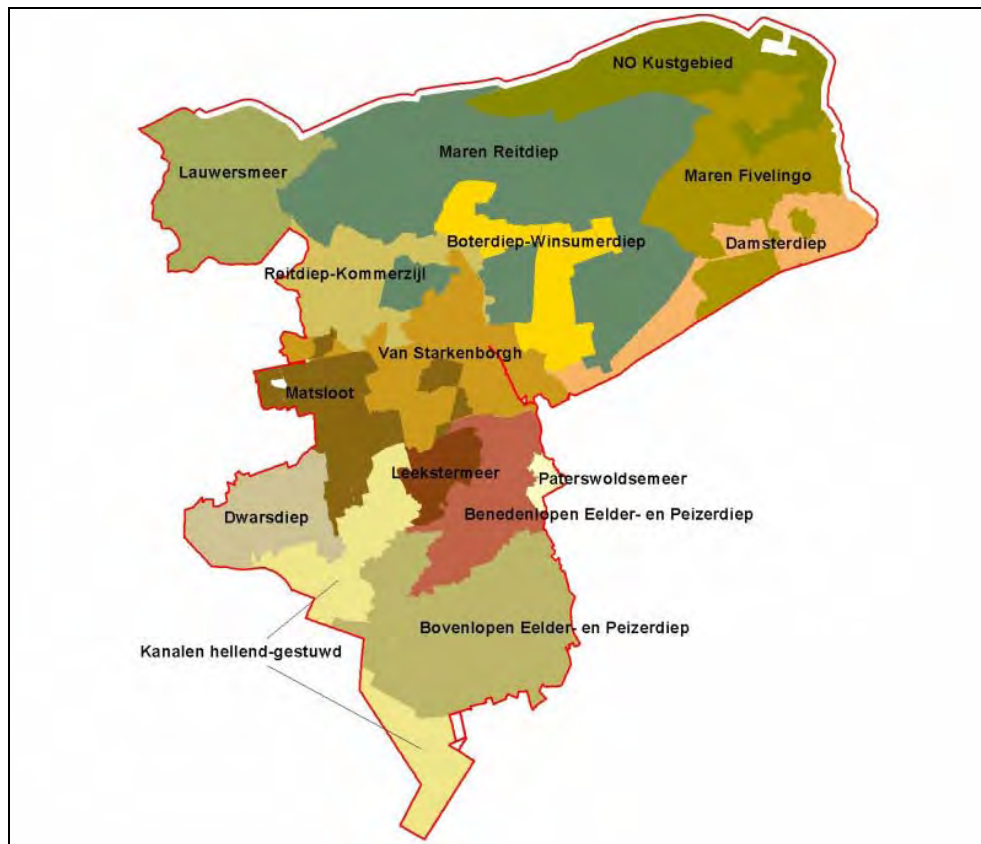 NO Kustgebied
Maren Reitdiep
Lauwersmeer
Maren Fivelingo
Boterdiep-Winsumerdiep
Damsterdiep
Reitdiep-Kommerzijl
Van Starkenborgh
Matsloot
Leekstermeer
Paterswoldsemeer
Dwarsdiep
Benedenlopen Eelder- en Peizerdiep
Bovenlopen Eelder- en Peizerdiep
Kanalen hellend-gestuwd